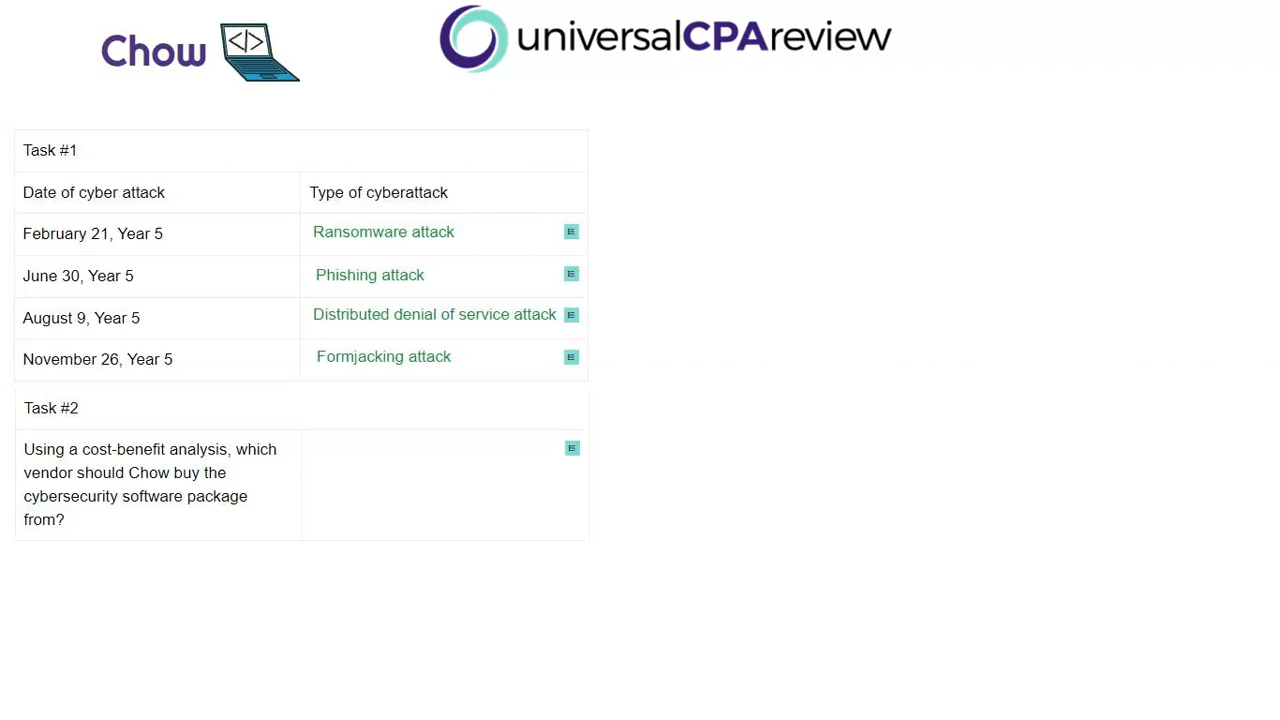 Chow </>
universalCPAreview
Task #1
Date of cyber attack Type of cyberattack
February 21, Year 5 Ransomware attack
June 30, Year 5 Phishing attack
August 9, Year 5 Distributed denial of service attack
November 26, Year 5 Formjacking attack
Task #2
Using a cost-benefit analysis, which
vendor should Chow buy the
cybersecurity software package
from?